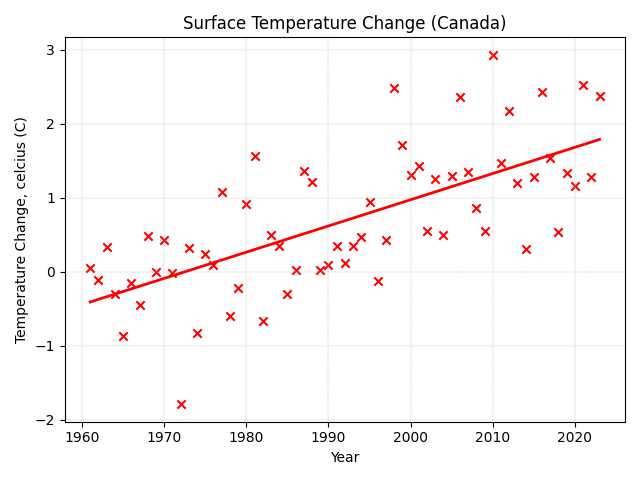 Surface Temperature Change (Canada)
Temperature Change, celcius (C)
3
2
1
0
−1
−2
1960 1970 1980 1990 2000 2010 2020
Year